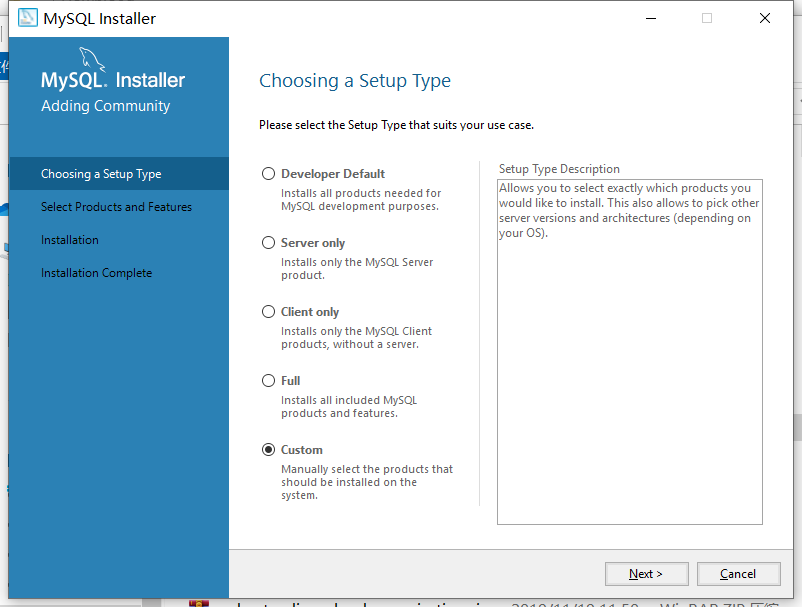 MySQL Installer
MySQL. Installer
Adding Community
Choosing a Setup Type
Select Products and Features
Installation
Installation Complete
Choosing a Setup Type
Please select the Setup Type that suits your use case.
Developer Default
Installs all products needed for
MySQL development purposes.
Server only
Installs only the MySQL Server
product.
Client only
Installs only the MySQL Client
products, without a server.
Full
Installs all included MySQL
products and features.
Custom
Manually select the products that
should be installed on the
system.
Setup Type Description
Allows you to select exactly which products you
would like to install. This also allows to pick other
server versions and architectures (depending on
your OS).
Next >
Cancel